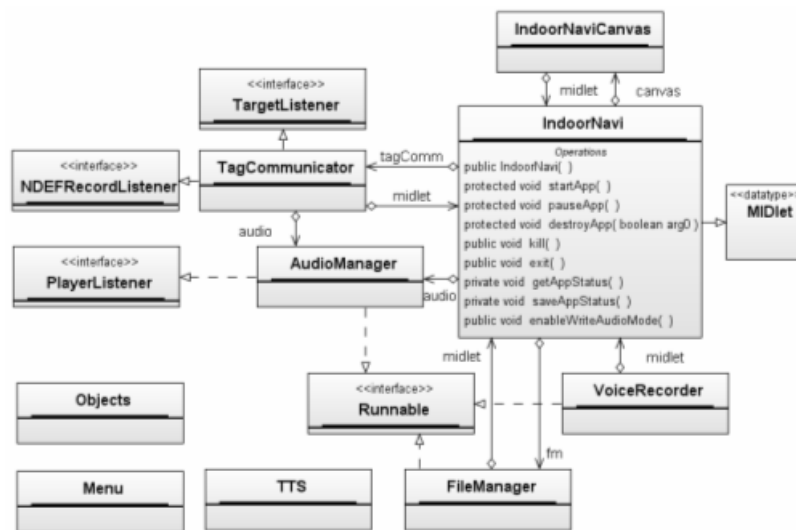 IndoorNaviCanvas
midlet
canvas
<<interface>>
TargetListener
IndoorNavi
Operations
public IndoorNavi( )
protected void startApp( )
protected void pauseApp( )
protected void destroyApp( boolean arg0 )
public void kill( )
public void exit( )
private void getAppStatus( )
private void saveAppStatus( )
public void enableWriteAudioMode( )
tagComm
<<interface>>
NDEFRecordListener
TagCommunicator
midlet
<<datatype>>
MIDlet
audio
<<interface>>
PlayerListener
AudioManager
audio
midlet
midlet
Objects
<<interface>>
Runnable
VoiceRecorder
fm
Menu
TTS
FileManager